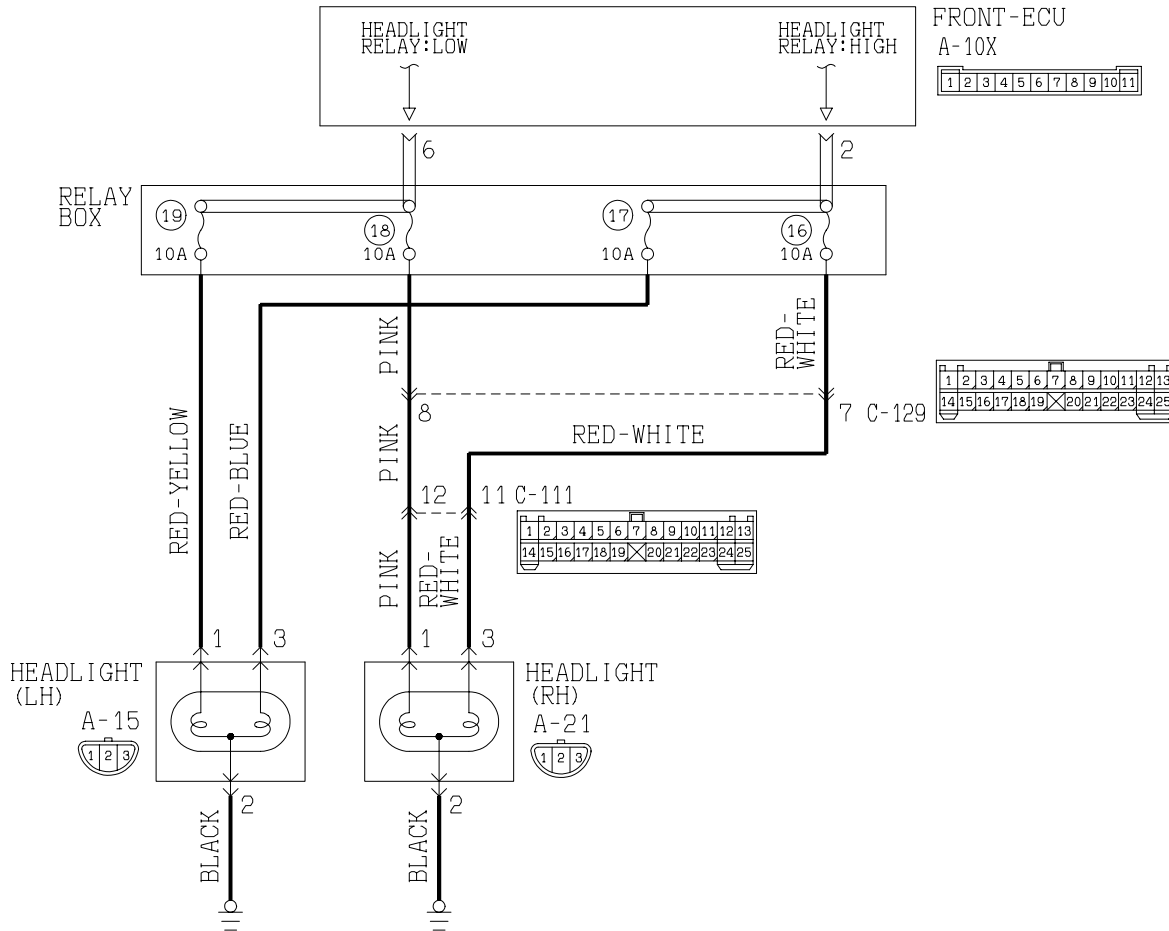 FRONT-ECU
HEADLIGHT
RELAY:LOW
HEADLIGHT
RELAY:HIGH
A-10X
1 2 3 4 5 6 7 8 9 10 11
6
2
RELAY
BOX
19
18
17
16
10A
10A
10A
10A
PINK
RED-
WHITE
1 2 3 4 5 6 7 8 9 10 11 12 13
14 15 16 17 18 19 20 21 22 23 24 25
8
7 C-129
RED-YELLOW
RED-BLUE
PINK
RED-WHITE
12
11 C-111
1 2 3 4 5 6 7 8 9 10 11 12 13
14 15 16 17 18 19 20 21 22 23 24 25
PINK
RED-
WHITE
1
3
1
3
HEADLIGHT
(LH)
A-15
1 2 3
HEADLIGHT
(RH)
A-21
1 2 3
2
2
BLACK
BLACK